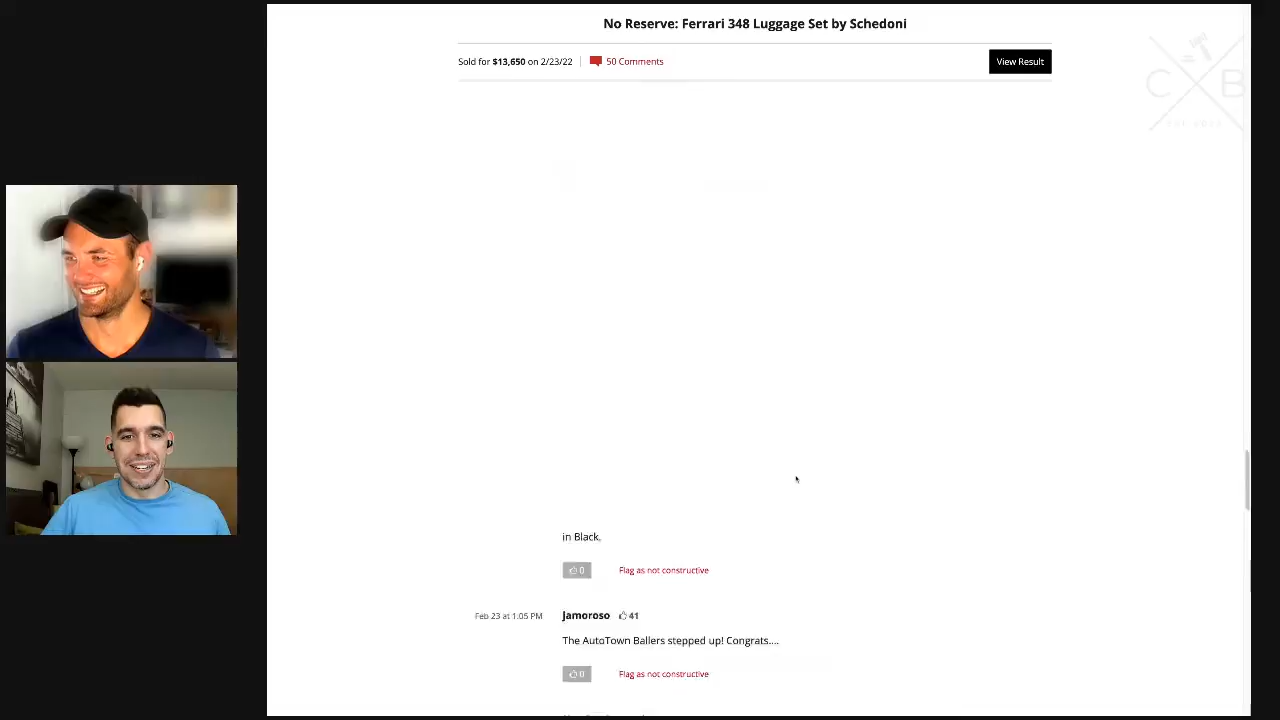 No Reserve: Ferrari 348 Luggage Set by Schedoni
Sold for $13,650 on 2/23/22
50 Comments
View Result
C B
in Black.
0
Flag as not constructive
Feb 23 at 1:05 PM
Jamoroso 41
The AutoTown Ballers stepped up! Congrats....
0
Flag as not constructive